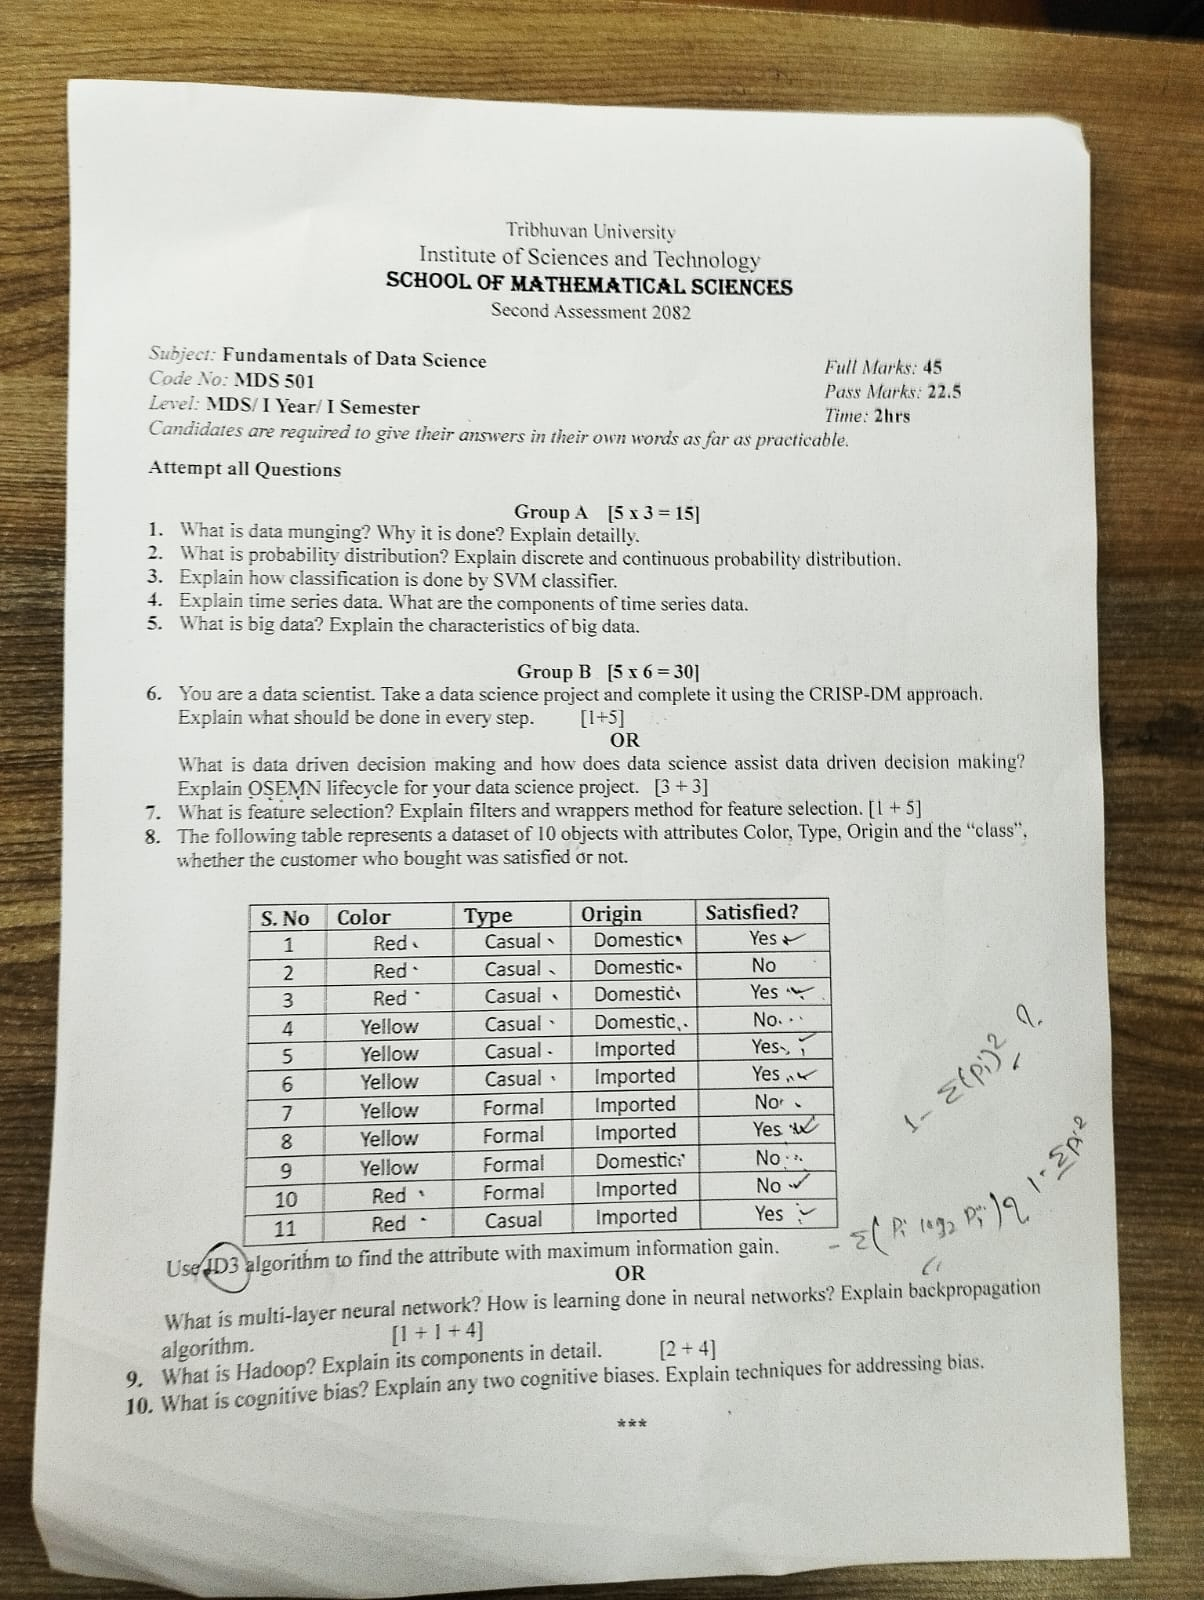 Tribhuvan University
Institute of Sciences and Technology
SCHOOL OF MATHEMATICAL SCIENCES
Second Assessment 2082
Subject: Fundamentals of Data Science
Code No: MDS 501
Level: MDS/ I Year/ I Semester
Full Marks: 45
Pass Marks: 22.5
Time: 2hrs
Candidates are required to give their answers in their own words as far as practicable.
Attempt all Questions
Group A [5 x 3 = 15]
1. What is data munging? Why it is done? Explain detailly.
2. What is probability distribution? Explain discrete and continuous probability distribution.
3. Explain how classification is done by SVM classifier.
4. Explain time series data. What are the components of time series data.
5. What is big data? Explain the characteristics of big data.
Group B [5 x 6 = 30]
6. You are a data scientist. Take a data science project and complete it using the CRISP-DM approach.
Explain what should be done in every step. [1+5]
OR
What is data driven decision making and how does data science assist data driven decision making?
Explain OSEMN lifecycle for your data science project. [3 + 3]
7. What is feature selection? Explain filters and wrappers method for feature selection. [1 + 5]
8. The following table represents a dataset of 10 objects with attributes Color, Type, Origin and the “class”,
whether the customer who bought was satisfied or not.
S. No Color Type Origin Satisfied?
1 Red Casual Domestic Yes
2 Red Casual Domestic No
3 Red Casual Domestic Yes
4 Yellow Casual Domestic No
5 Yellow Casual Imported Yes
6 Yellow Casual Imported Yes
7 Yellow Formal Imported No
8 Yellow Formal Imported Yes
9 Yellow Formal Domestic No
10 Red Formal Imported No
11 Red Casual Imported Yes
1 - Σ(pi)2
1 - Σpi2
- Σ( Pi log2 Pi )
Use ID3 algorithm to find the attribute with maximum information gain.
OR
What is multi-layer neural network? How is learning done in neural networks? Explain backpropagation
algorithm. [1 + 1 + 4]
9. What is Hadoop? Explain its components in detail. [2 + 4]
10. What is cognitive bias? Explain any two cognitive biases. Explain techniques for addressing bias.
***